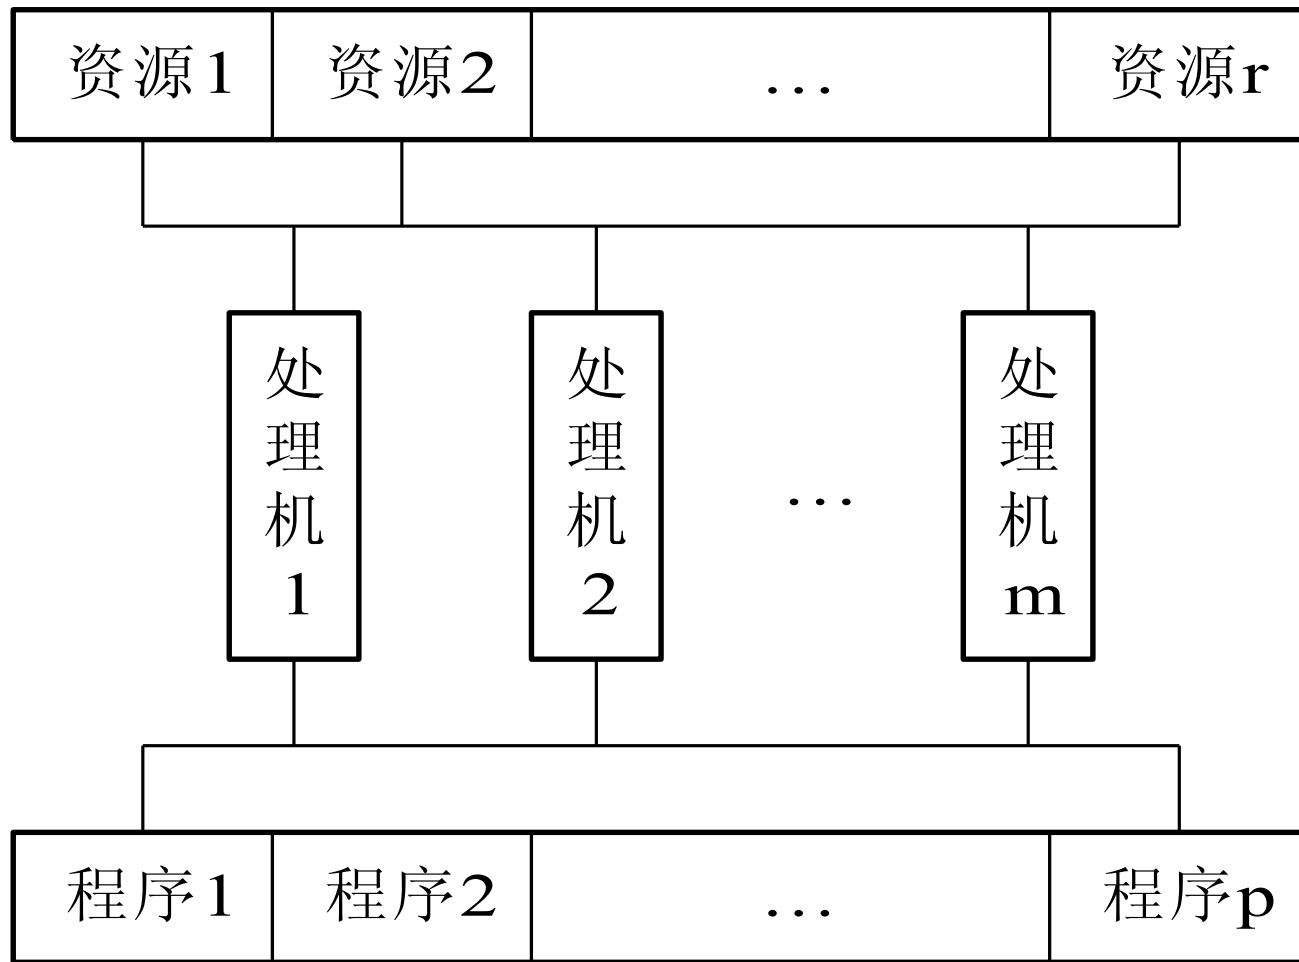 资源1 资源2 … 资源r
处理机1 处理机2 … 处理机m
程序1 程序2 … 程序p